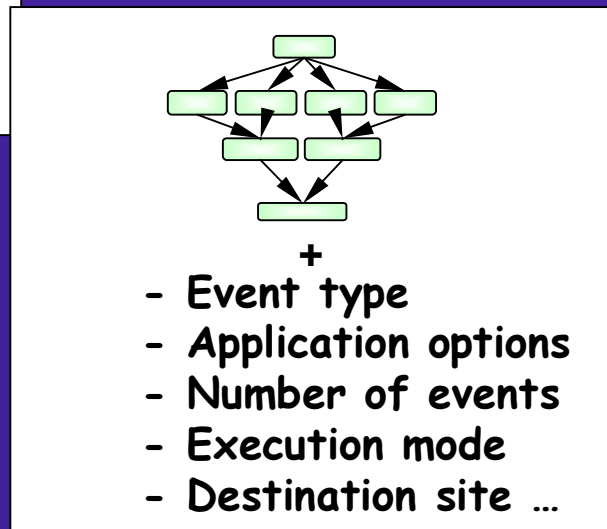 +
- Event type
- Application options
- Number of events
- Execution mode
- Destination site …